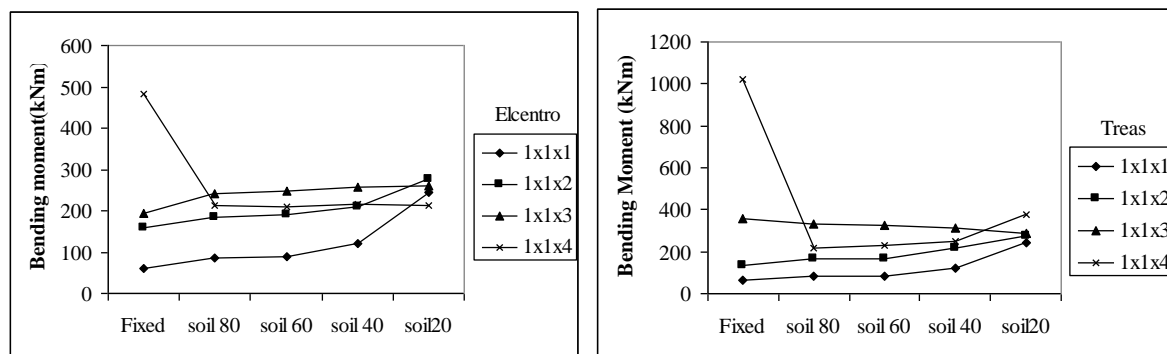 Bending moment(kNm)
600
500
400
300
200
100
0
Fixed soil 80 soil 60 soil 40 soil20
Elcentro
1x1x1
1x1x2
1x1x3
1x1x4
Bending Moment (kNm)
1200
1000
800
600
400
200
0
Fixed soil 80 soil 60 soil 40 soil20
Treas
1x1x1
1x1x2
1x1x3
1x1x4